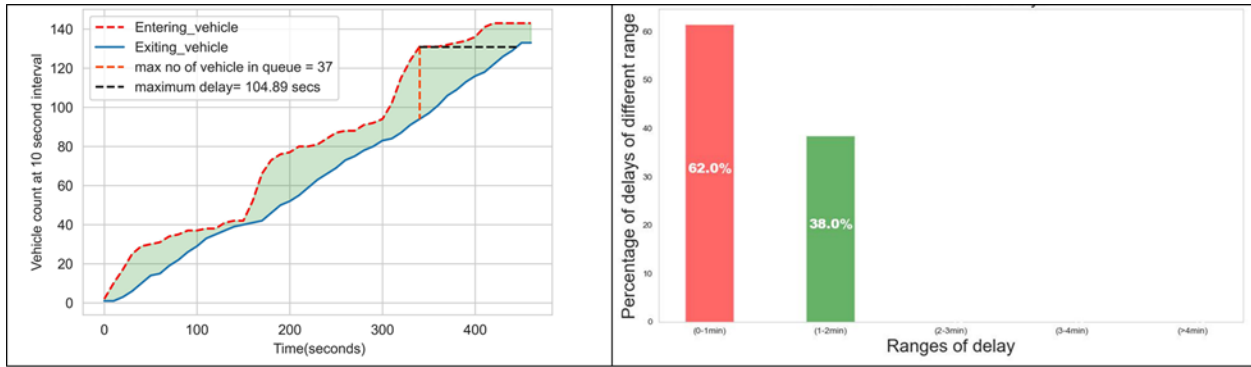 Entering_vehicle
Exiting_vehicle
max no of vehicle in queue = 37
maximum delay= 104.89 secs
Vehicle count at 10 second interval
140
120
100
80
60
40
20
0
0
100
200
300
400
Time(seconds)
Percentage of delays of different range
60
50
40
30
20
10
0
62.0%
38.0%
(0-1min)
(1-2min)
(2-3min)
(3-4min)
(>4min)
Ranges of delay